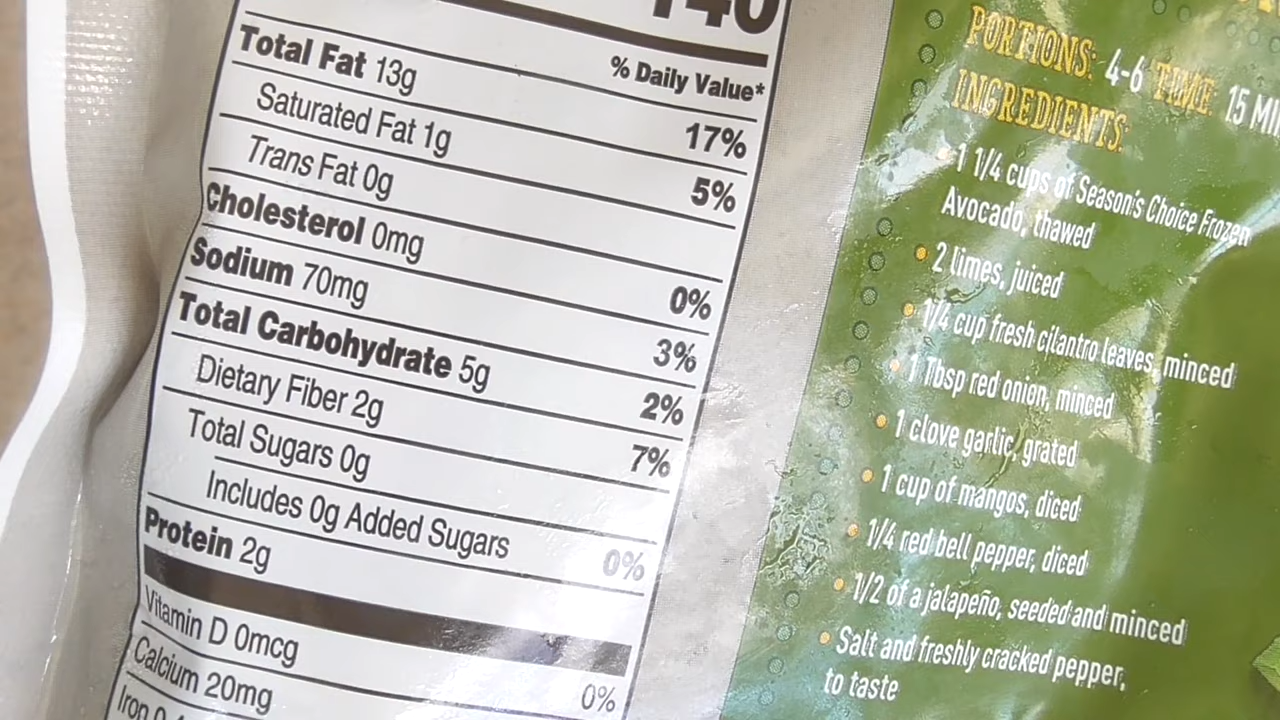 140
% Daily Value*
Total Fat 13g 17%
Saturated Fat 1g 5%
Trans Fat 0g
Cholesterol 0mg 0%
Sodium 70mg 3%
Total Carbohydrate 5g 2%
Dietary Fiber 2g 7%
Total Sugars 0g
Includes 0g Added Sugars 0%
Protein 2g
Vitamin D 0mcg 0%
Calcium 20mg
Iron
PORTIONS: 4-6 TIME: 15
INGREDIENTS:
• 1 1/4 cups of Season's Choice Frozen
Avocado, thawed
• 2 limes, juiced
• 1/4 cup fresh cilantro leaves, minced
• 1 Tbsp red onion, minced
• 1 clove garlic, grated
• 1 cup of mangos, diced
• 1/4 red bell pepper, diced
• 1/2 of a jalapeño, seeded and minced
• Salt and freshly cracked pepper,
to taste